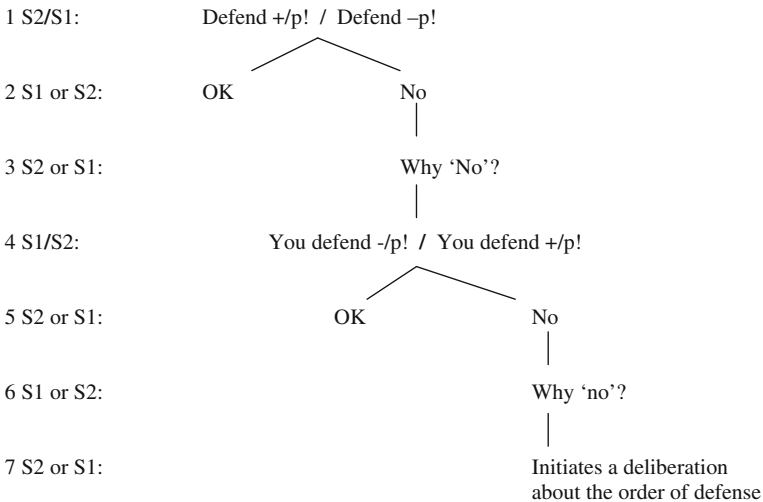 1 S2/S1: Defend +/p! / Defend –p!
2 S1 or S2: OK No
3 S2 or S1: Why ‘No’?
4 S1/S2: You defend -/p! / You defend +/p!
5 S2 or S1: OK No
6 S1 or S2: Why ‘no’?
7 S2 or S1: Initiates a deliberation
about the order of defense